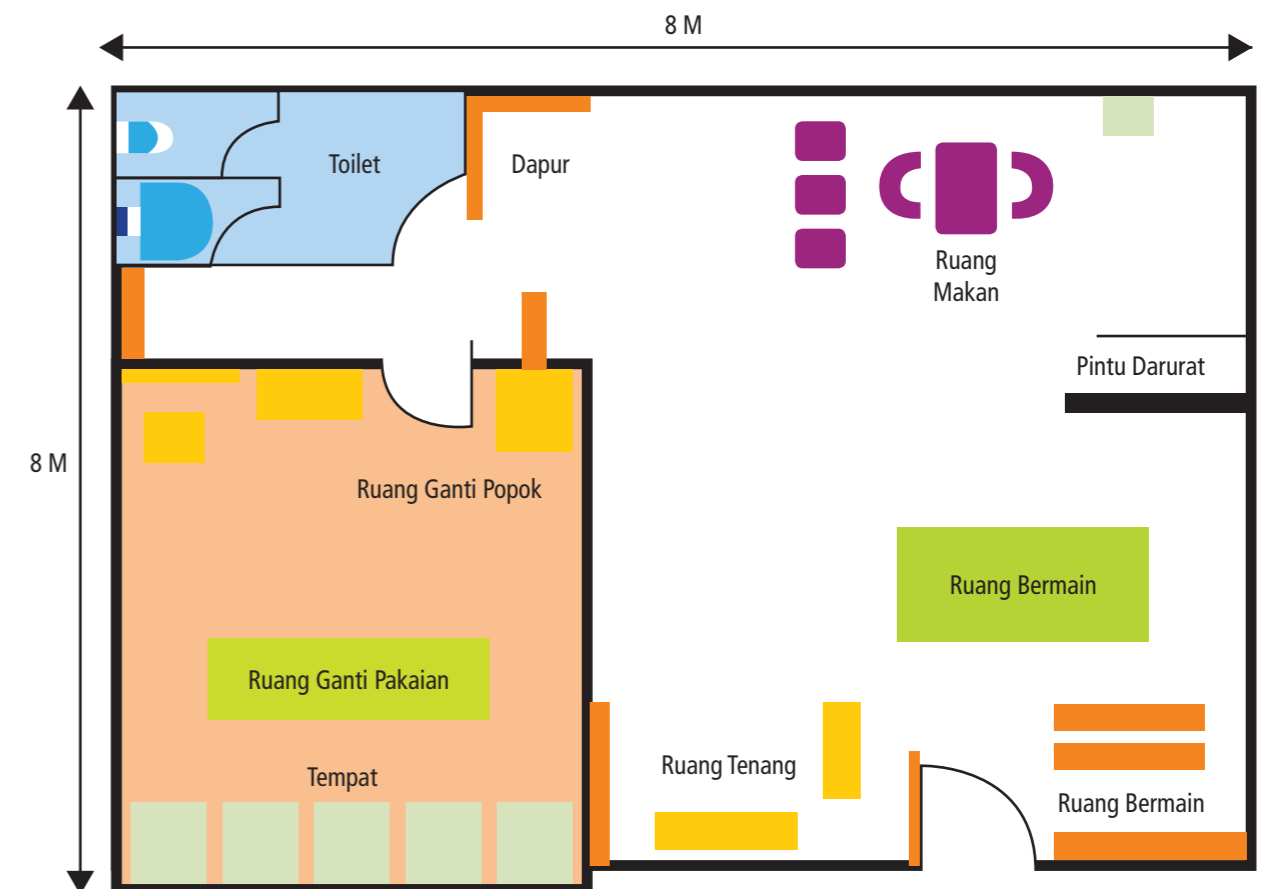 8 M
Toilet
Dapur
Ruang
Makan
Pintu Darurat
8 M
Ruang Ganti Popok
Ruang Bermain
Ruang Ganti Pakaian
Ruang Tenang
Tempat
Ruang Bermain